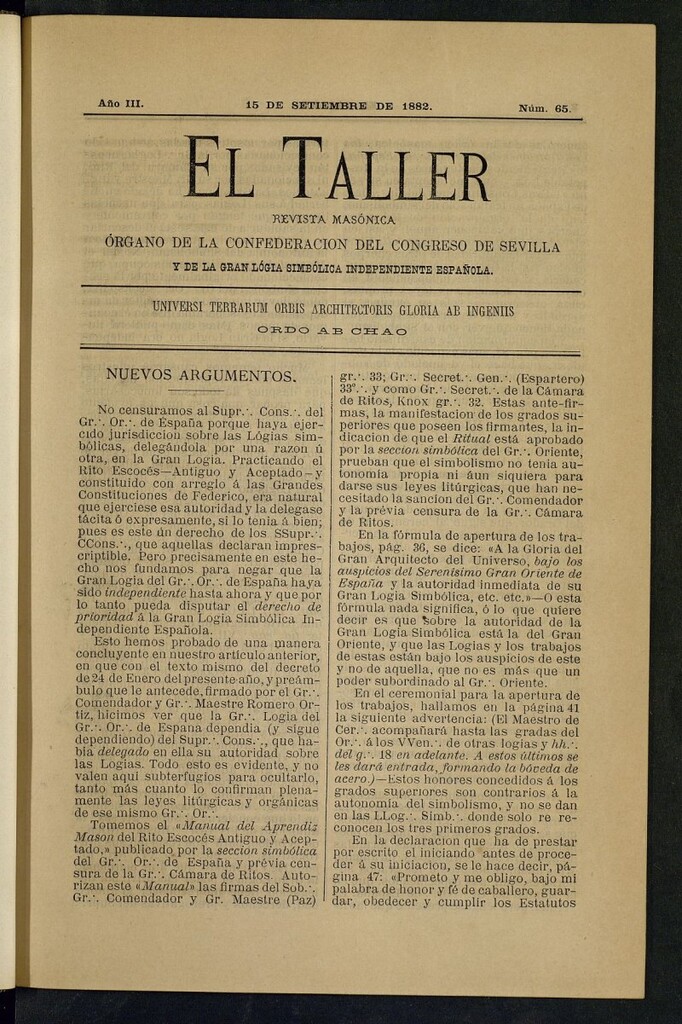 Año III.
15 DE SETIEMBRE DE 1882.
Núm. 65.
EL TALLER
REVISTA MASÓNICA
ÓRGANO DE LA CONFEDERACION DEL CONGRESO DE SEVILLA
Y DE LA GRAN LÓGIA SIMBÓLICA INDEPENDIENTE ESPAÑOLA.
UNIVERSI TERRARUM ORBIS ARCHITECTORIS GLORIA AB INGENIIS
ORDO AB CHAO
NUEVOS ARGUMENTOS.
No censuramos al Supr.·. Cons.·. del
Gr.·. Or.·. de España porque haya ejer-
cido jurisdiccion sobre las Lógias sim-
bólicas, delegándola por una razon ú
otra, en la Gran Logia. Practicando el
Rito Escocés—Antiguo y Aceptado—y
constituido con arreglo á las Grandes
Constituciones de Federico, era natural
que ejerciese esa autoridad y la delegase
tácita ó expresamente, si lo tenia á bien;
pues es este un derecho de los SSupr.·.
CCons.·., que aquellas declaran impres-
criptible. Pero precisamente en este he-
cho nos fundamos para negar que la
Gran Logia del Gr.·. Or.·. de España haya
sido independiente hasta ahora y que por
lo tanto pueda disputar el derecho de
prioridad á la Gran Logia Simbólica In-
dependiente Española.
Esto hemos probado de una manera
concluyente en nuestro artículo anterior,
en que con el texto mismo del decreto
de 24 de Enero del presente año, y preám-
bulo que le antecede, firmado por el Gr.·.
Comendador y Gr.·. Maestre Romero Or-
tiz, hicimos ver que la Gr.·. Logia del
Gr.·. Or.·. de España dependia (y sigue
dependiendo) del Supr.·. Cons.·., que ha-
bia delegado en ella su autoridad sobre
las Logias. Todo esto es evidente, y no
valen aquí subterfugios para ocultarlo,
tanto más cuanto lo confirman plena-
mente las leyes litúrgicas y orgánicas
de ese mismo Gr.·. Or.·.
Tomemos el «Manual del Aprendiz
Mason del Rito Escocés Antiguo y Acep-
tado,» publicado por la seccion simbólica
del Gr.·. Or.·. de España y prévia cen-
sura de la Gr.·. Cámara de Ritos. Auto-
rizan este «Manual» las firmas del Sob.·.
Gr.·. Comendador y Gr. Maestre (Paz)
gr.·. 33; Gr.·. Secret.·. Gen.·. (Espartero)
33º.·. y como Gr.·. Secret.·. de la Cámara
de Ritos, Knox gr.·. 32. Estas ante-fir-
mas, la manifestacion de los grados su-
periores que poseen los firmantes, la in-
dicacion de que el Ritual está aprobado
por la seccion simbólica del Gr.·. Oriente,
prueban que el simbolismo no tenia au-
tonomía propia ni áun siquiera para
darse sus leyes litúrgicas, que han ne-
cesitado la sancion del Gr.·. Comendador
y la prévia censura de la Gr.·. Cámara
de Ritos.
En la fórmula de apertura de los tra-
bajos, pág. 36, se dice: «A la Gloria del
Gran Arquitecto del Universo, bajo los
auspicios del Serenísimo Gran Oriente de
España y la autoridad inmediata de su
Gran Logia Simbólica, etc. etc.»—O esta
fórmula nada significa, ó lo que quiere
decir es que sobre la autoridad de la
Gran Logia Simbólica está la del Gran
Oriente, y que las Logias y los trabajos
de estas están bajo los auspicios de este
y no de aquella, que no es más que un
poder subordinado al Gr.·. Oriente.
En el ceremonial para la apertura de
los trabajos, hallamos en la página 41
la siguiente advertencia: (El Maestro de
Cer.·. acompañará hasta las gradas del
Or.·. á los VVen.·. de otras logias y hh.·.
del g.·. 18 en adelante. A estos últimos se
les dará entrada, formando la bóveda de
acero.)—Estos honores concedidos á los
grados superiores son contrarios á la
autonomía del simbolismo, y no se dan
en las LLog.·. Simb.·. donde solo re re-
conocen los tres primeros grados.
En la declaracion que ha de prestar
por escrito el iniciando antes de proce-
der á su iniciacion, se le hace decir, pá-
gina 47: «Prometo y me obligo, bajo mi
palabra de honor y fé de caballero, guar-
dar, obedecer y cumplir los Estatutos